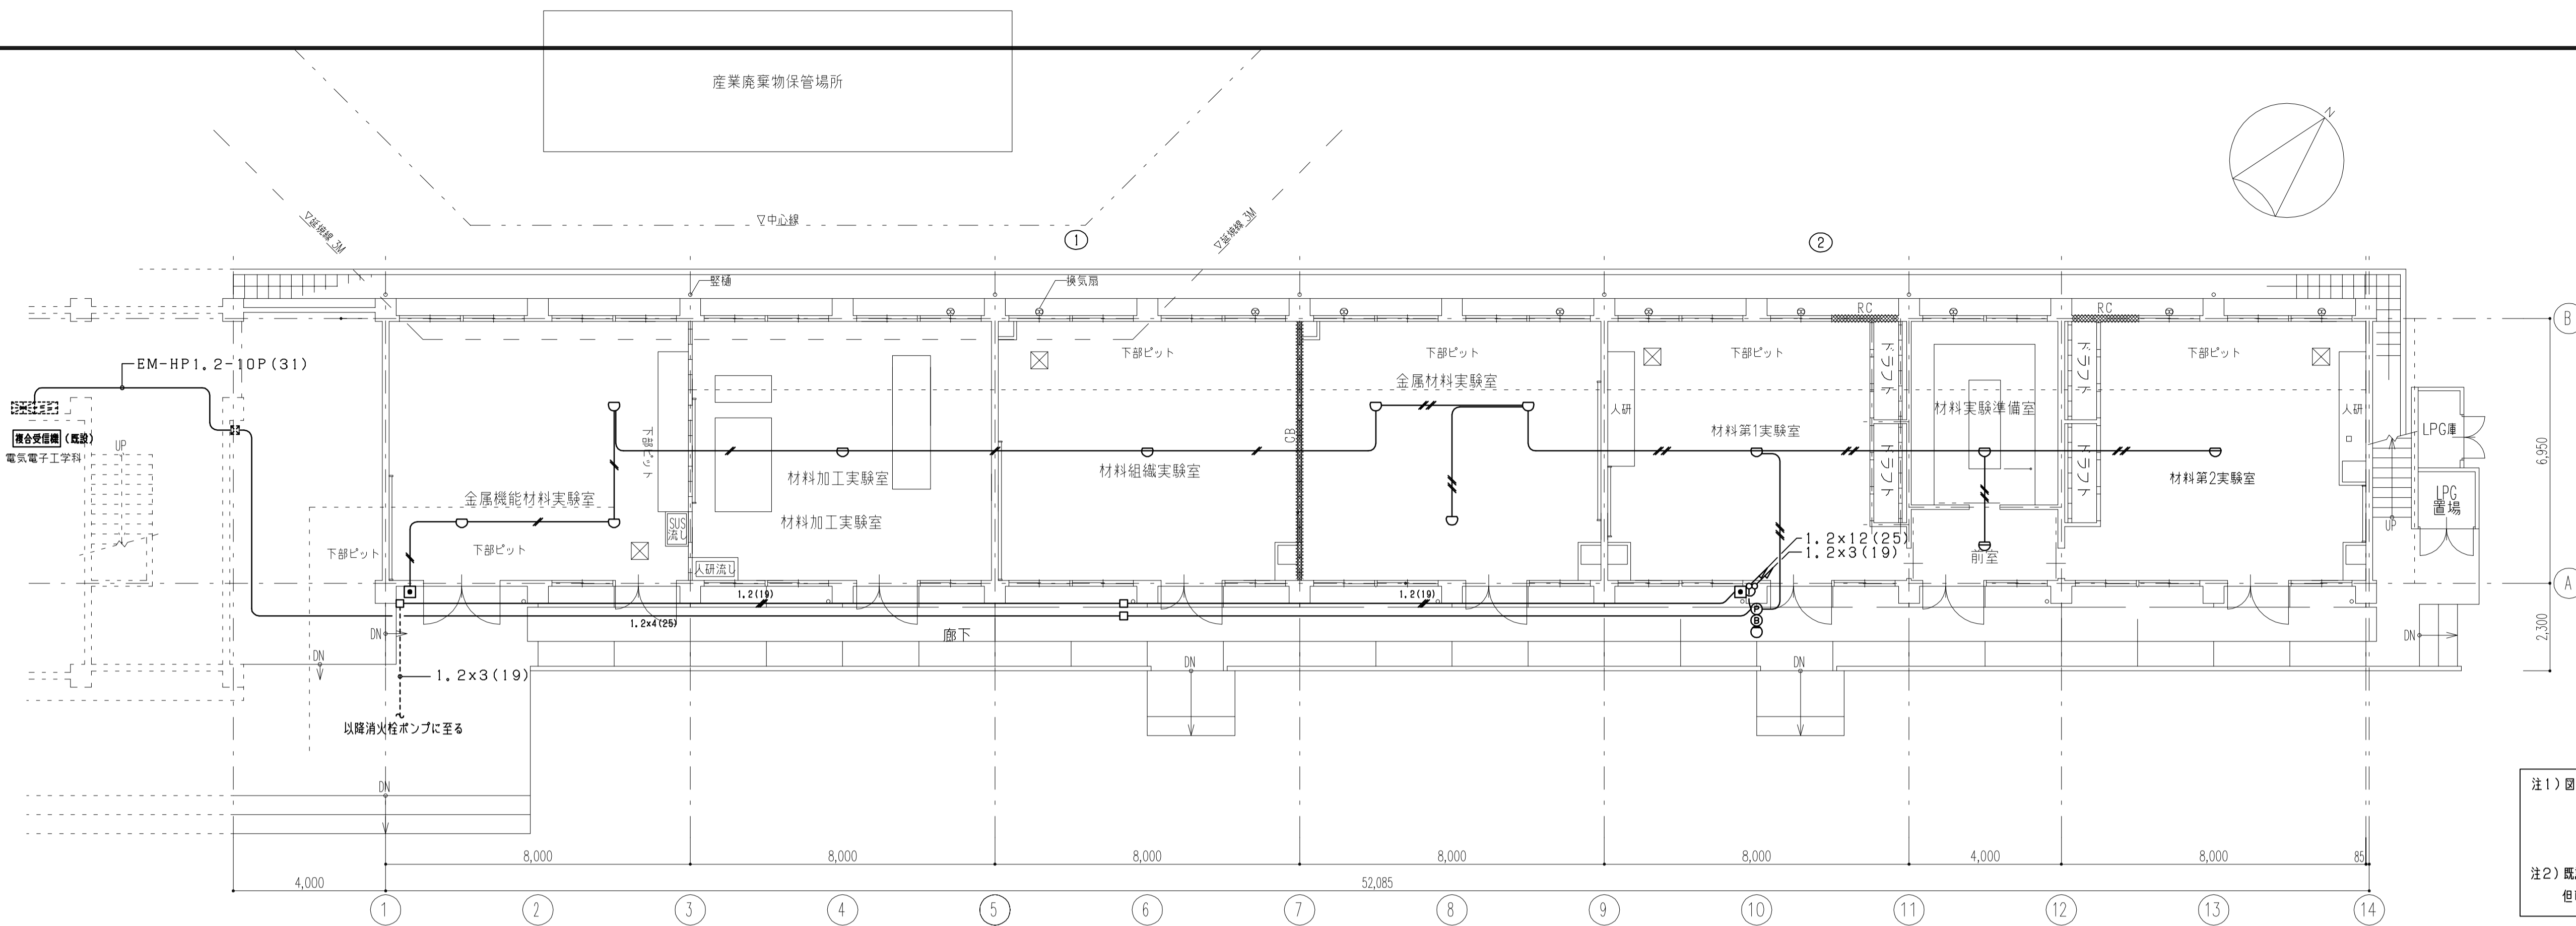 産業廃棄物保管場所
N
▽中心線
▽延焼線 3M
▽延焼線 3M
1
2
竪樋
換気扇
RC
RC
B
EM-HP1.2-10P(31)
下部ピット
下部ピット
下部ピット
下部ピット
金属材料実験室
ドラフト
ドラフト
人研
材料実験準備室
人研
複合受信機(既設)
電気電子工学科
UP
下部ピット
CB
材料第1実験室
LPG庫
6,950
金属機能材料実験室
材料加工実験室
材料組織実験室
ドラフト
ドラフト
材料第2実験室
SUS
流し
材料加工実験室
LPG
置場
UP
下部ピット
下部ピット
人研流し
1.2x12(25)
1.2x3(19)
前室
A
1.2(19)
1.2(19)
P
B
1.2x4(25)
廊下
DN
DN
2,300
DN
DN
DN
1.2x3(19)
以降消火栓ポンプに至る
DN
注1)図
注2)既
但
8,000
8,000
8,000
8,000
8,000
4,000
8,000
85
4,000
52,085
1
2
3
4
5
6
7
8
9
10
11
12
13
14